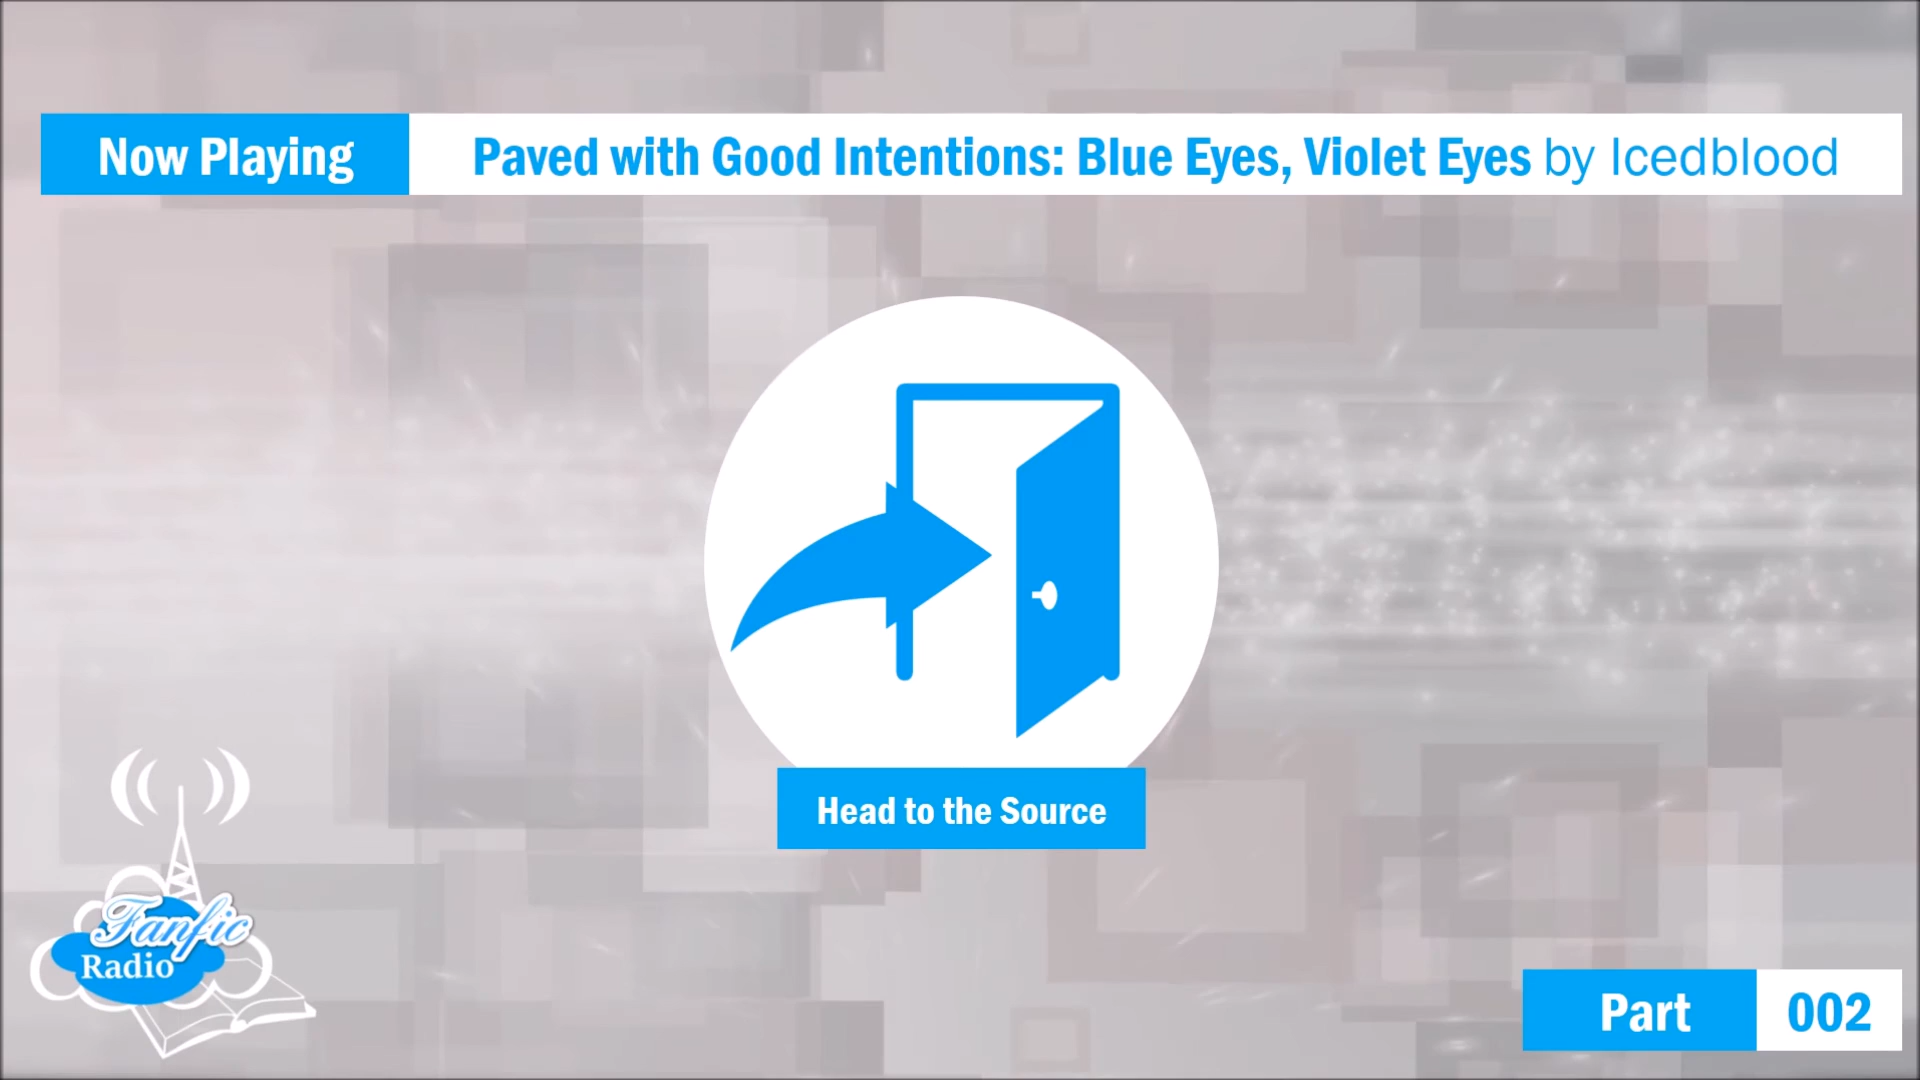 Now Playing
Paved with Good Intentions: Blue Eyes, Violet Eyes by Icedblood
Head to the Source
Fanfic
Radio
Part 002